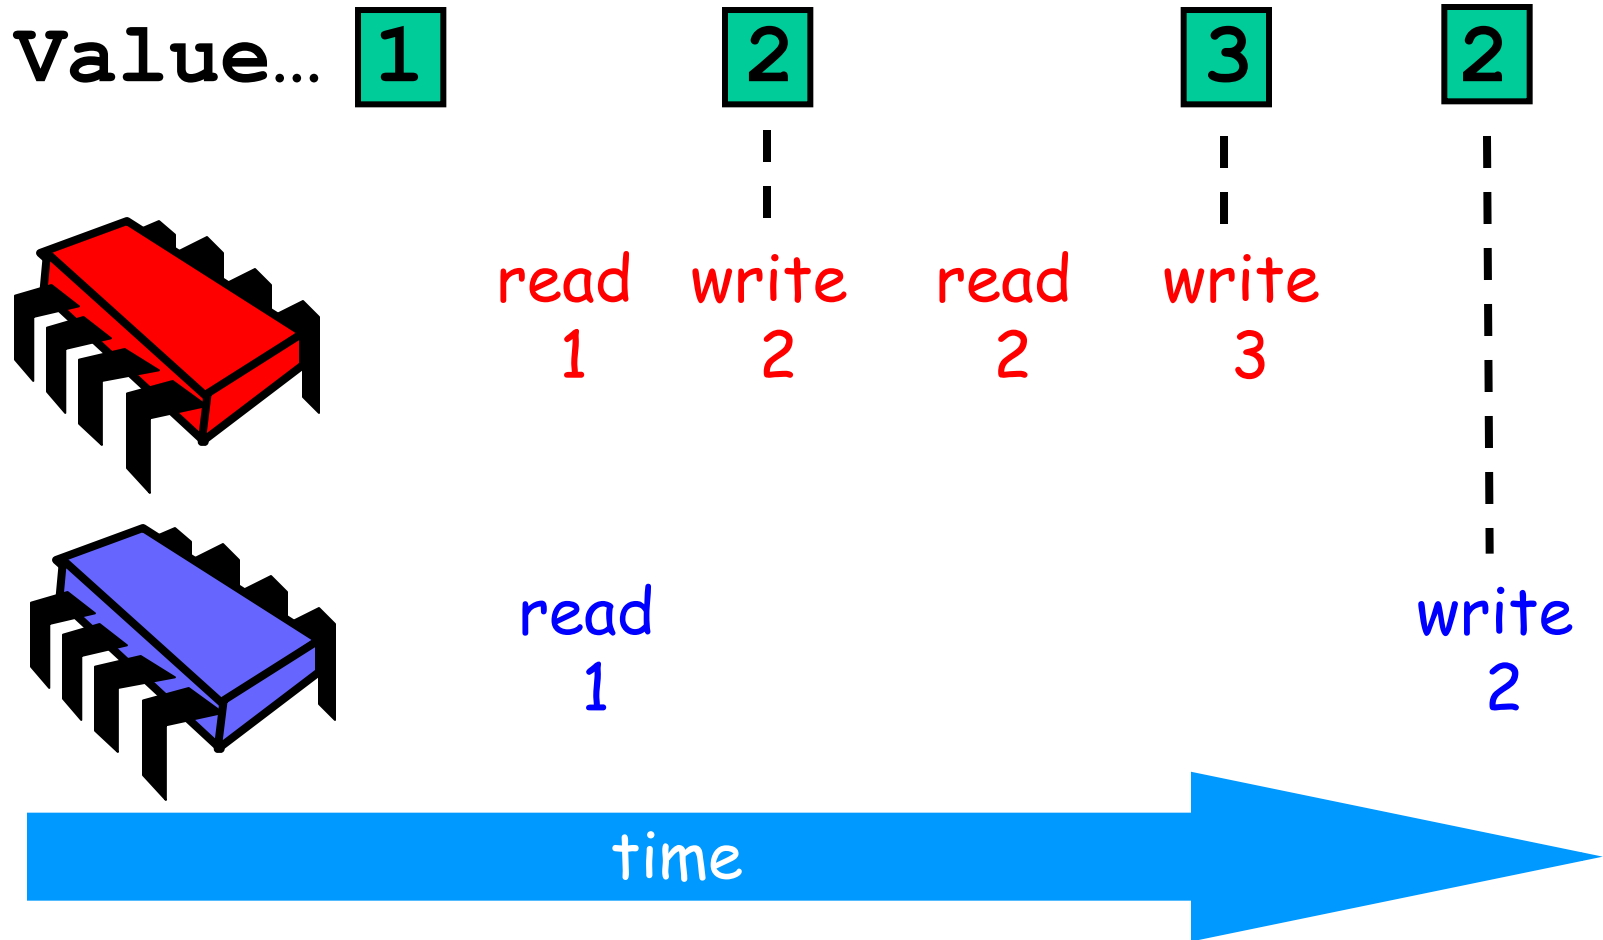 Value… 1 2 3 2
read write read write
1 2 2 3
read write
1 2
time